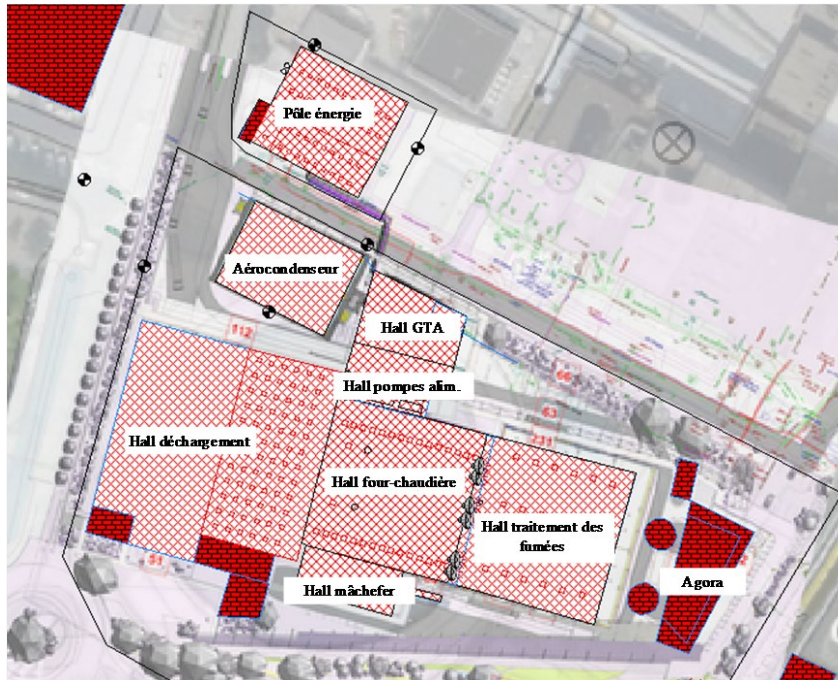 Pôle énergie
Aérocondenseur
Hall GTA
112
Hall pompes alim.
66
63
Hall déchargement
231
Hall four-chaudière
Hall traitement des
fumées
51
Agora
Hall mâchefer